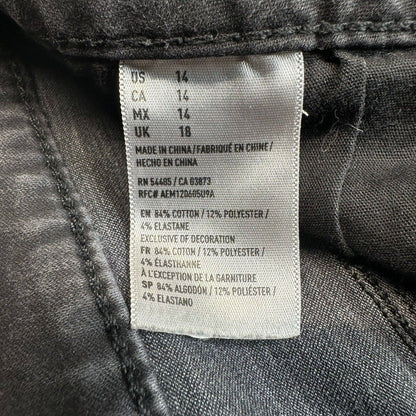 US 14
CA 14
MX 14
UK 18
MADE IN CHINA/FABRIQUÉ EN CHINE/
HECHO EN CHINA
RN 54485 / CA 03873
RFC# AEM120605U9A
EN 84% COTTON / 12% POLYESTER /
4% ELASTANE
EXCLUSIVE OF DECORATION
FR 84% COTTON / 12% POLYESTER /
4% ÉLASTHANNE
À L'EXCEPTION DE LA GARNITURE
SP 84% ALGODÓN / 12% POLIÉSTER /
4% ELASTANO